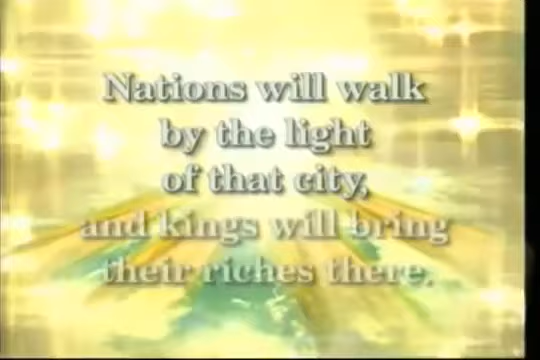 Nations will walk
by the light
of that city,
and kings will bring
their riches there.